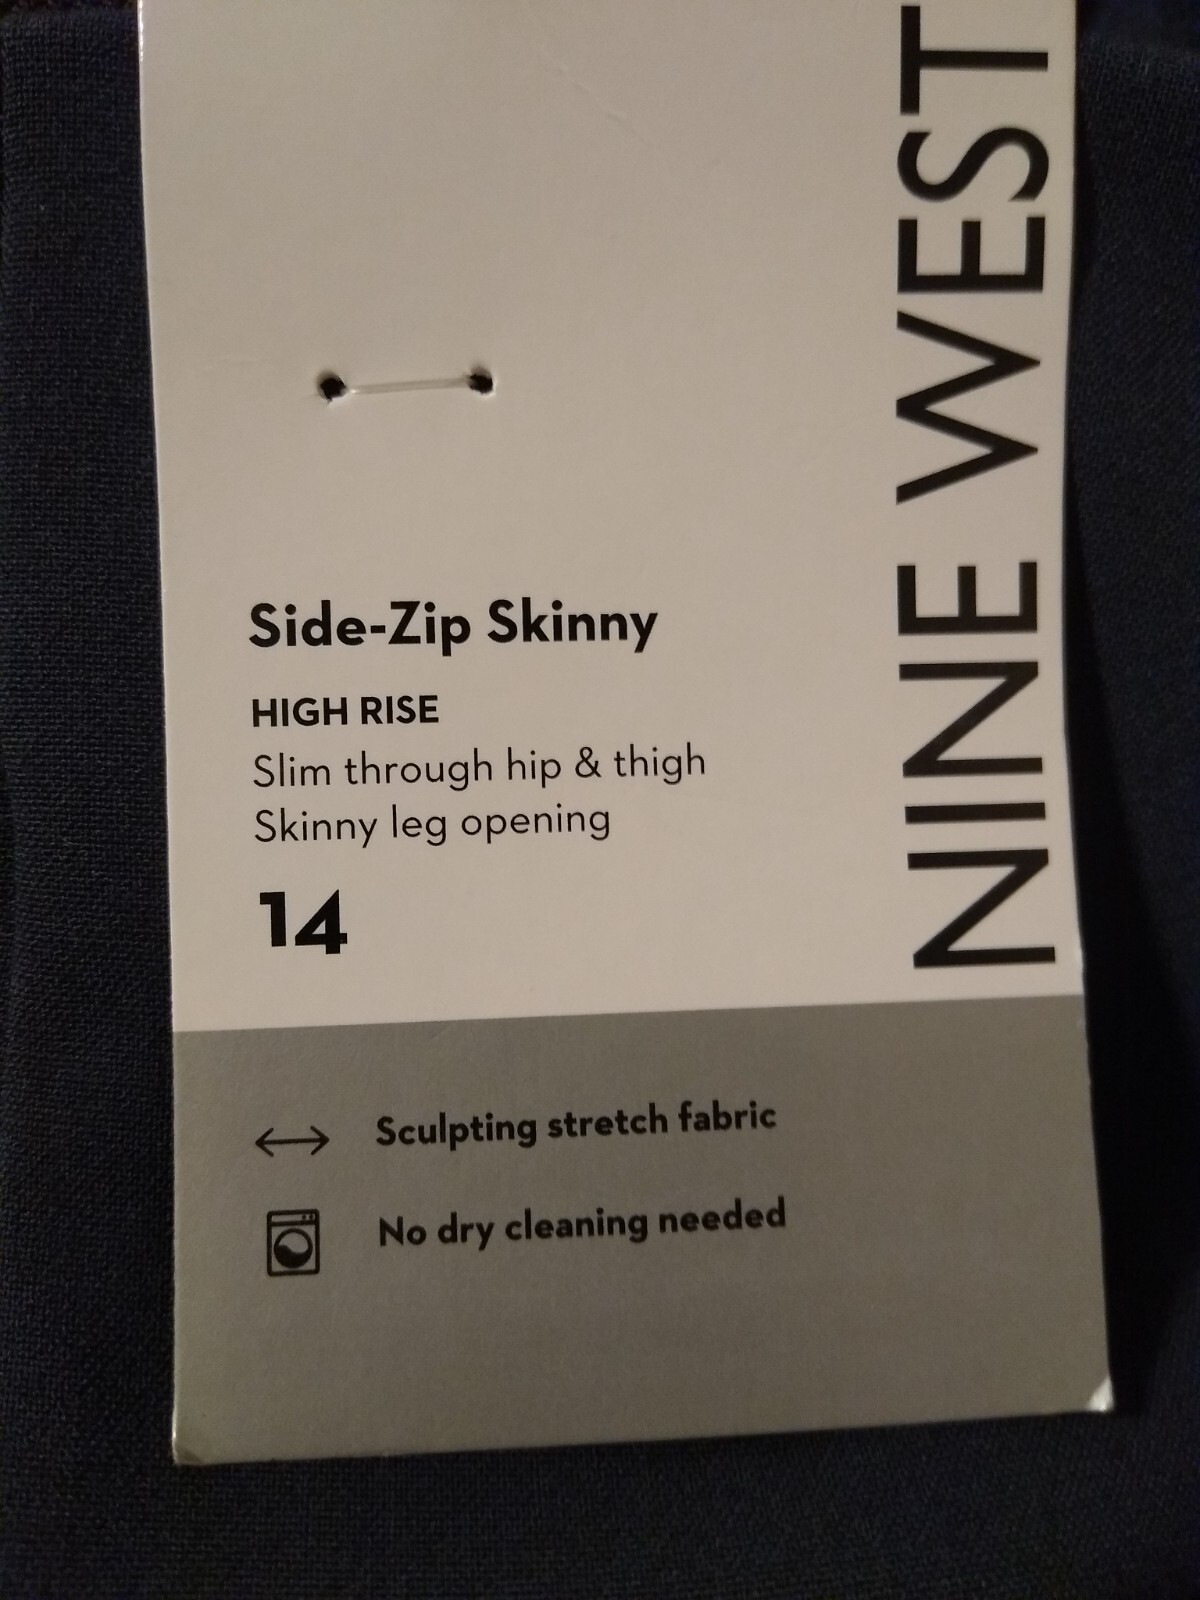 NINE WEST
Side-Zip Skinny
HIGH RISE
Slim through hip & thigh
Skinny leg opening
14
Sculpting stretch fabric
No dry cleaning needed